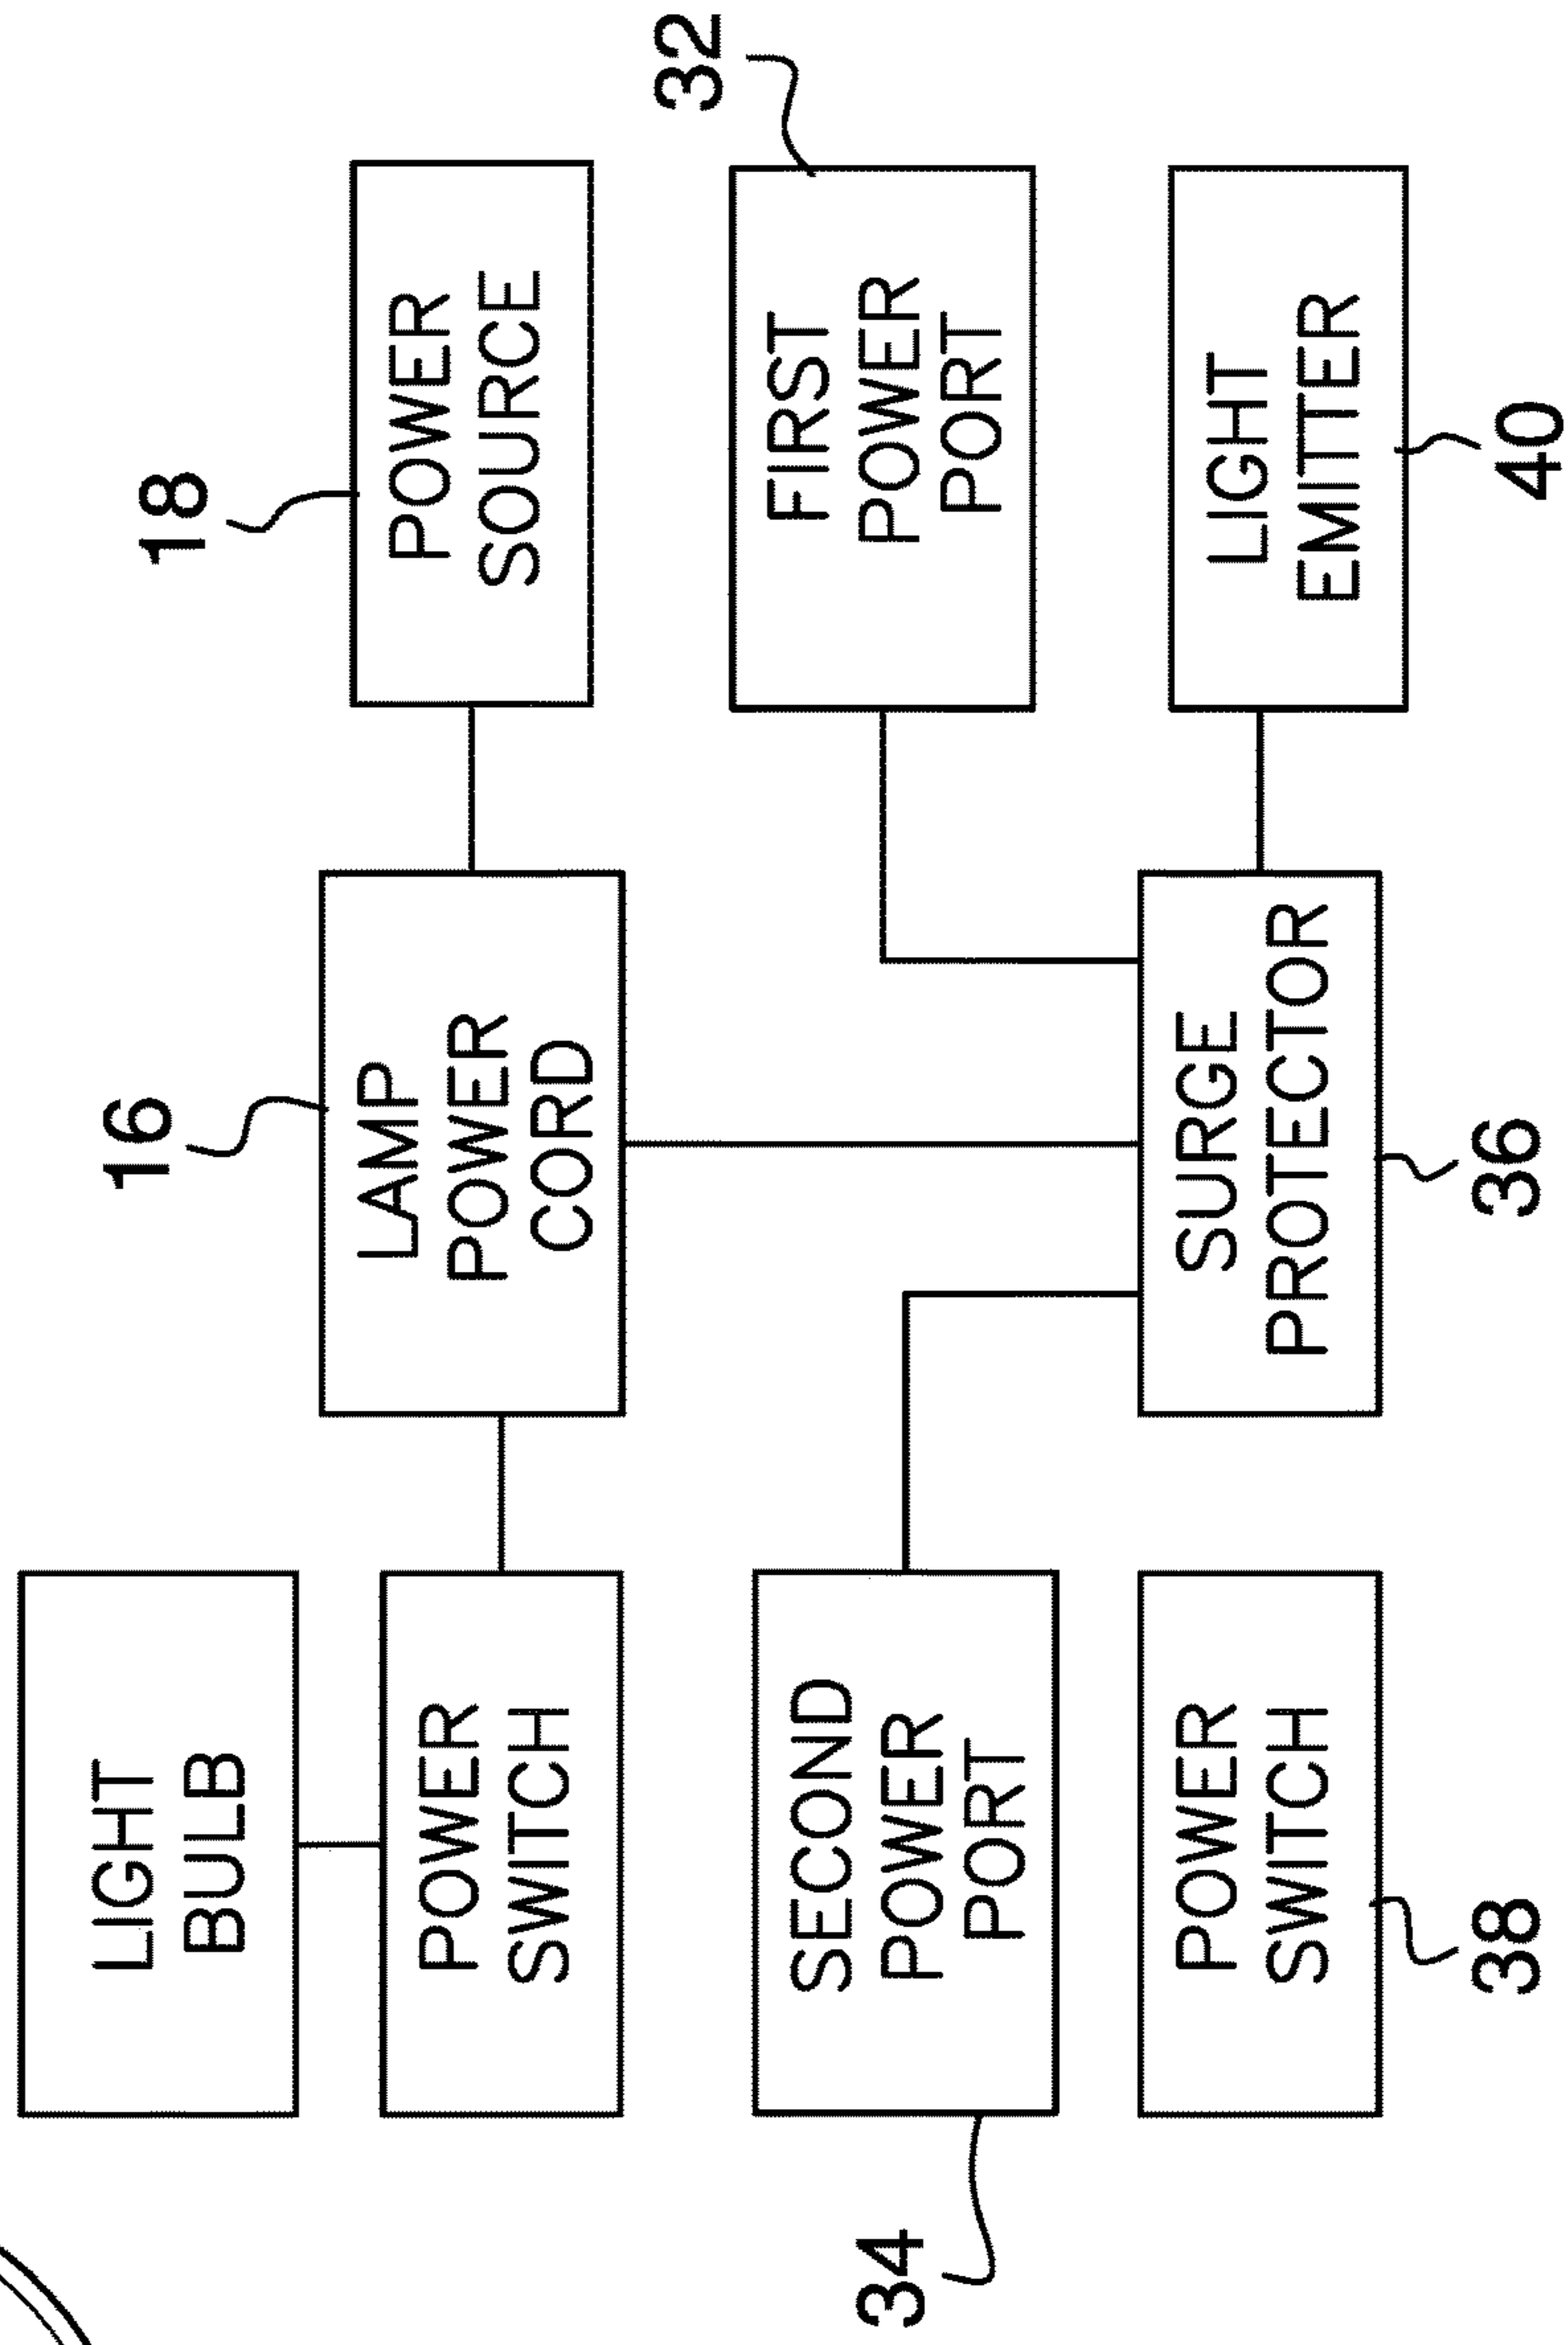 LIGHT
BULB
16
18
POWER
SWITCH
LAMP
POWER
CORD
POWER
SOURCE
32
34
SECOND
POWER
PORT
FIRST
POWER
PORT
POWER
SWITCH
SURGE
PROTECTOR
LIGHT
EMITTER
38
36
40